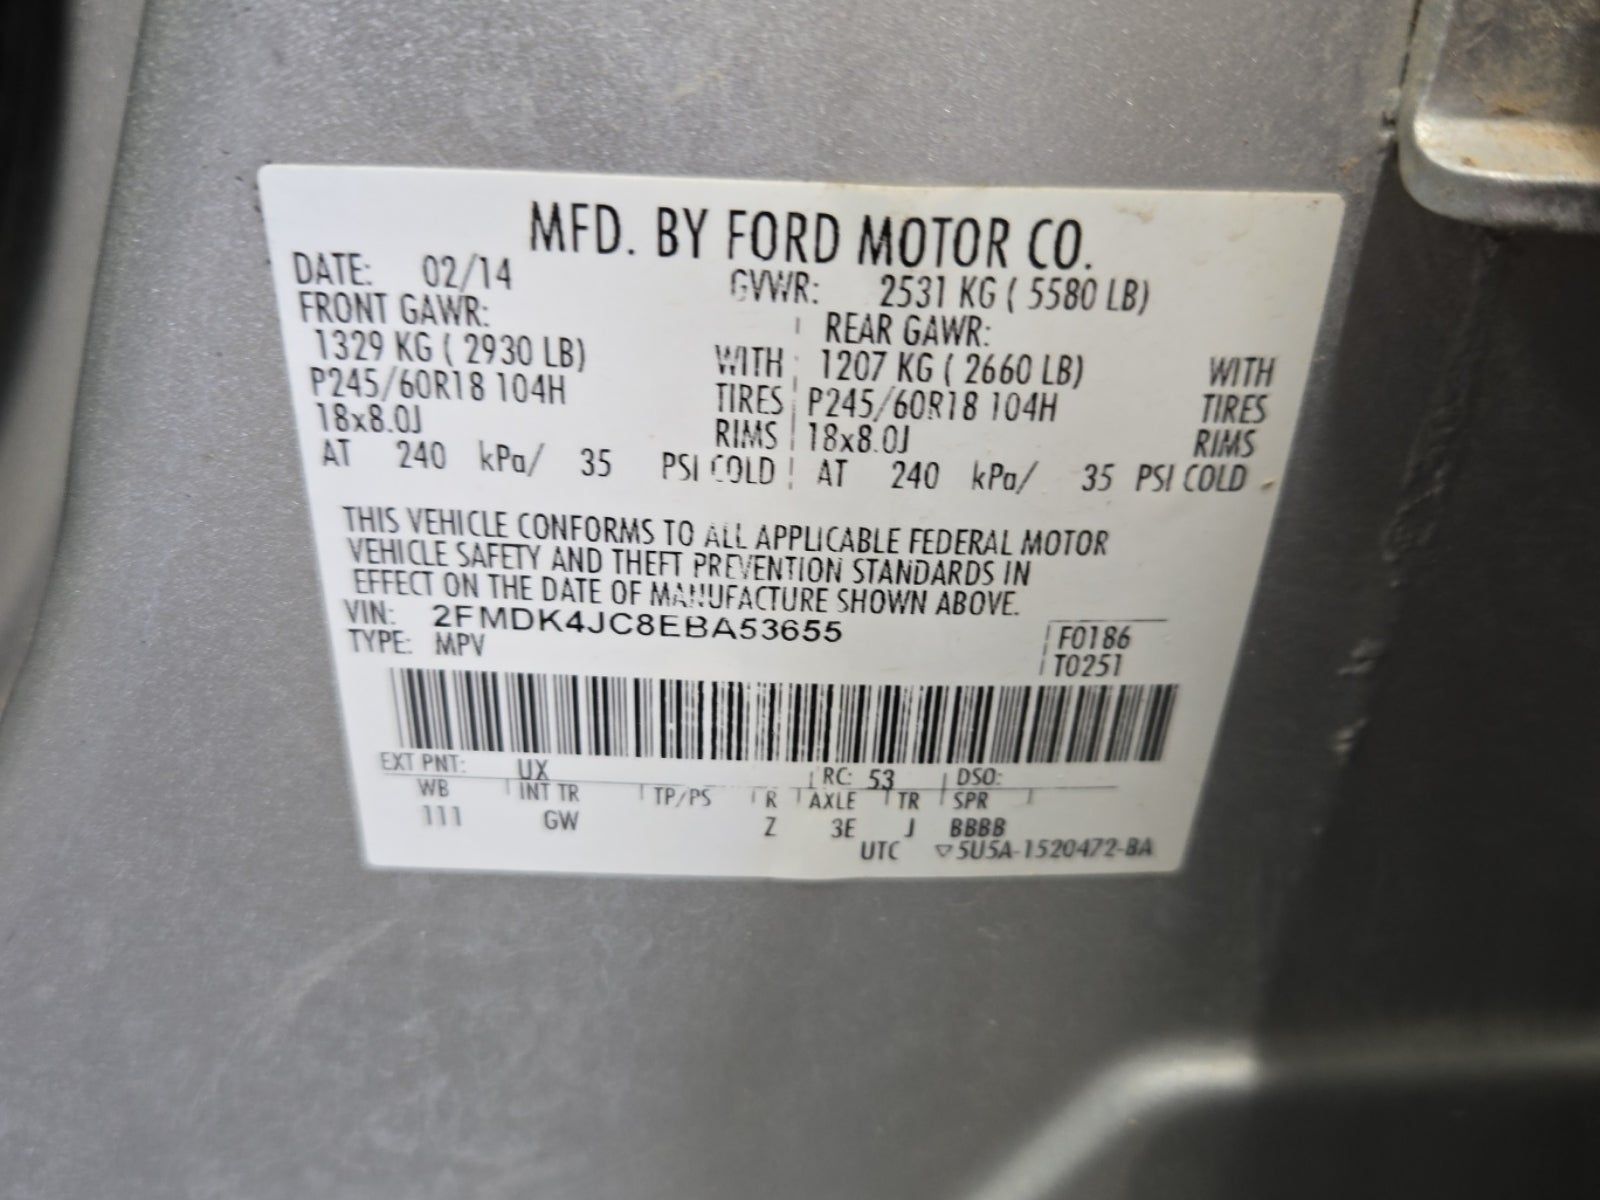 MFD. BY FORD MOTOR CO.
DATE: 02/14 GVWR: 2531 KG ( 5580 LB)
FRONT GAWR: REAR GAWR:
1329 KG ( 2930 LB) WITH 1207 KG ( 2660 LB) WITH
P245/60R18 104H TIRES P245/60R18 104H TIRES
18x8.0J RIMS 18x8.0J RIMS
AT 240 kPa/ 35 PSI COLD AT 240 kPa/ 35 PSI COLD
THIS VEHICLE CONFORMS TO ALL APPLICABLE FEDERAL MOTOR
VEHICLE SAFETY AND THEFT PREVENTION STANDARDS IN
EFFECT ON THE DATE OF MANUFACTURE SHOWN ABOVE.
VIN: 2FMDK4JC8EBA53655
TYPE: MPV
F0186
T0251
EXT PNT: UX RC: 53 DSO:
WB INT TR TP/PS R AXLE TR SPR
111 GW Z 3E J BBBB
UTC ▽5U5A-1520472-BA